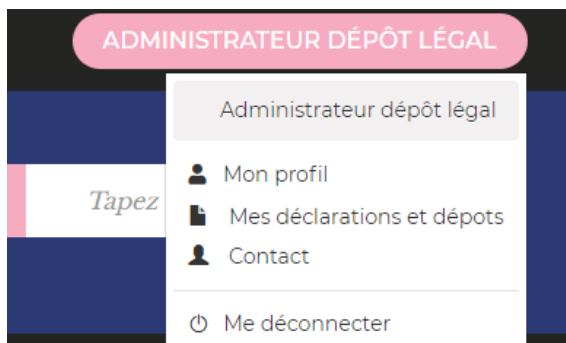 ADMINISTRATEUR DÉPÔT LÉGAL
Administrateur dépôt légal
Mon profil
Tapez
Mes déclarations et dépots
Contact
Me déconnecter